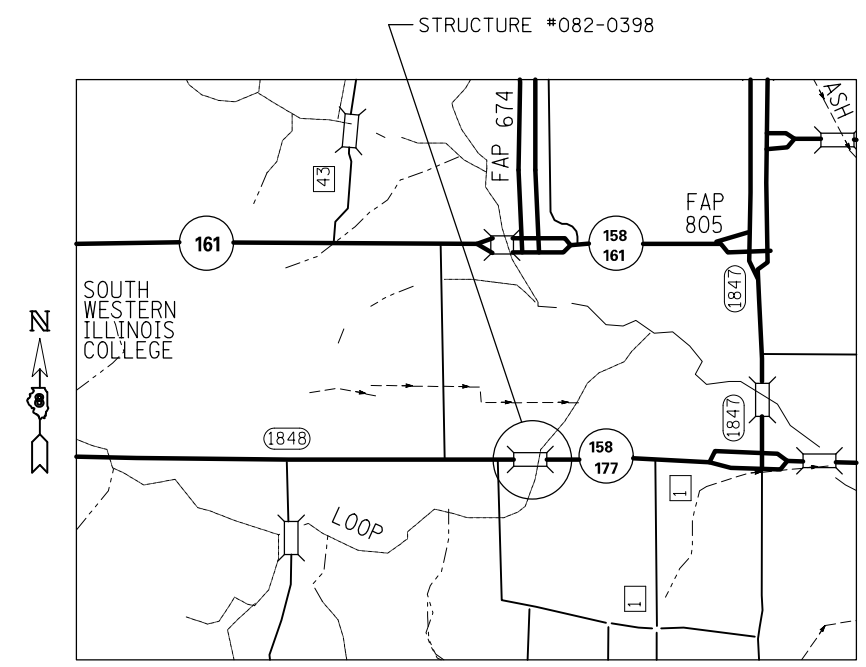 STRUCTURE #082-0398
ASH
FAP 674
43
FAP
805
161
158
161
1847
SOUTH
WESTERN
ILLINOIS
COLLEGE
N
8
1847
1848
158
177
1
LOOP
1